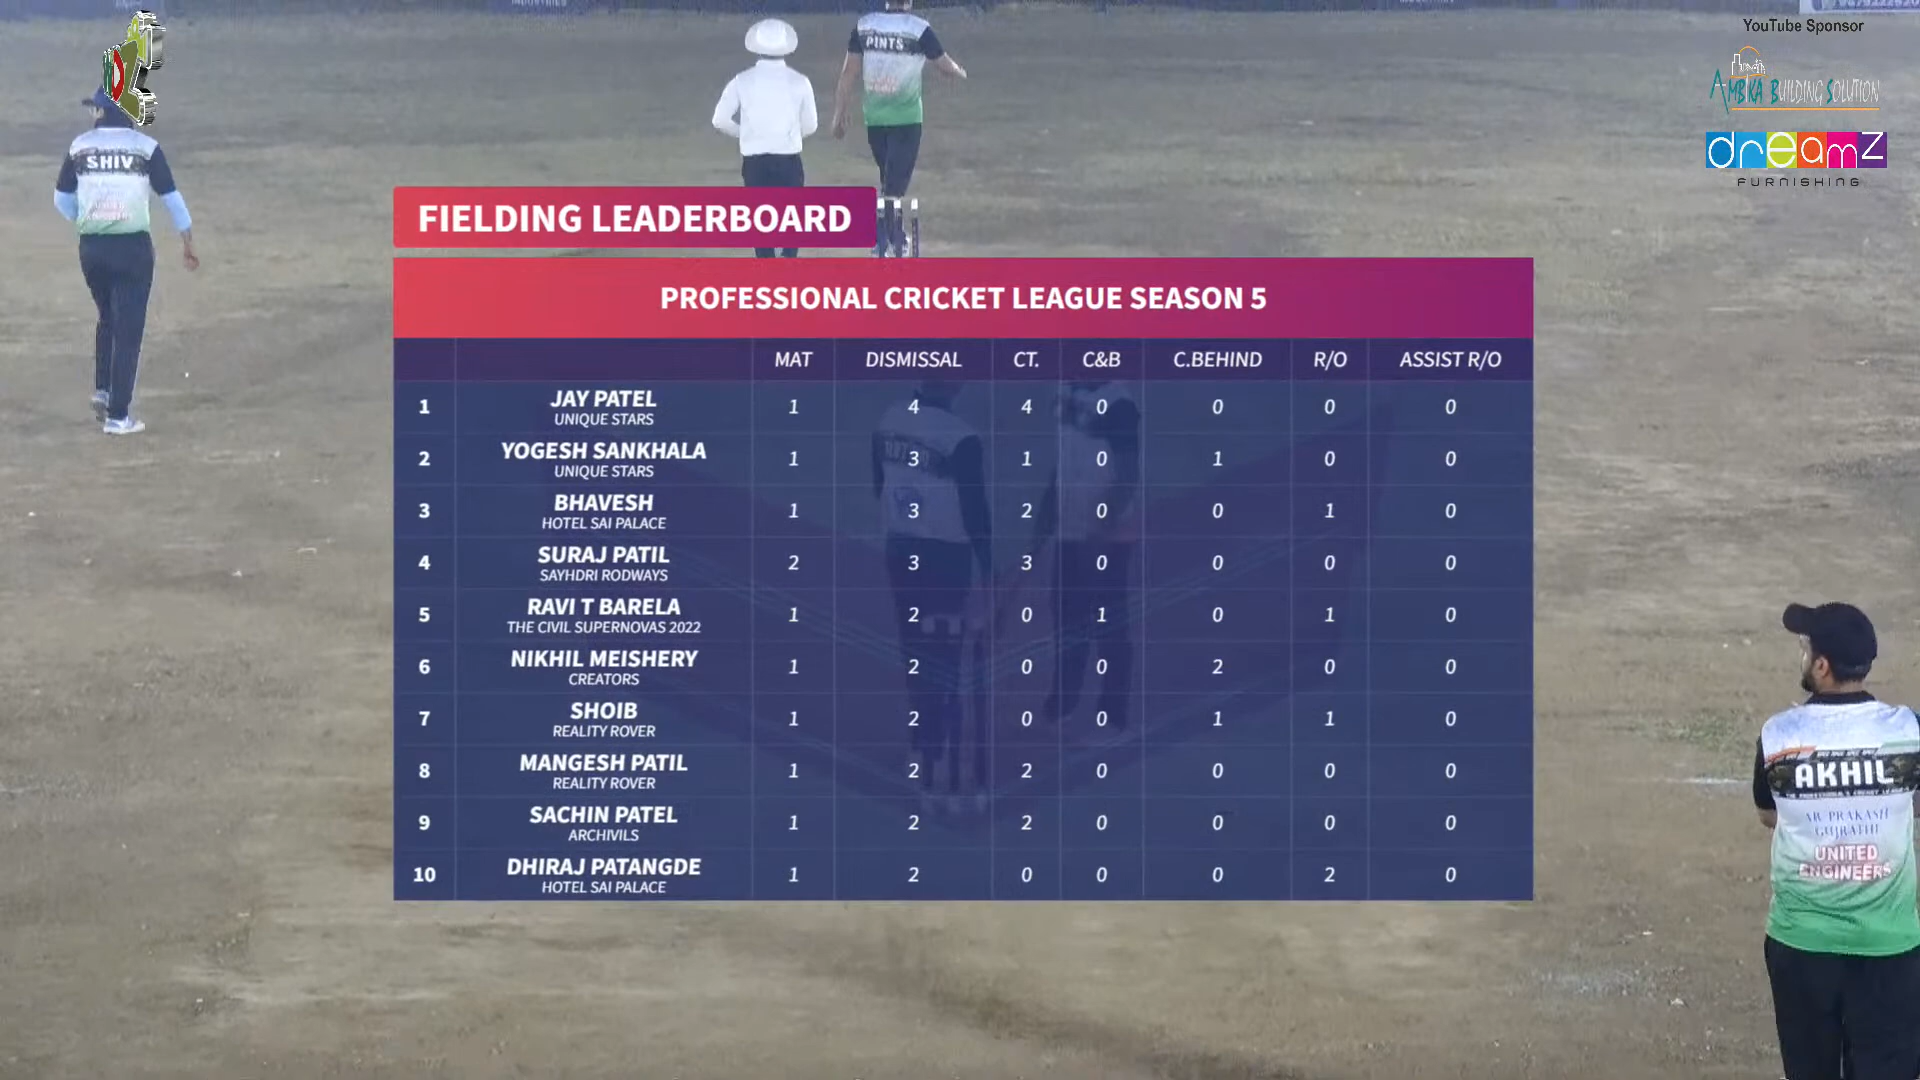 YouTube Sponsor
AMBIKA BUILDING SOLUTION
dreamz
FURNISHING
PINTS
SHIV
FIELDING LEADERBOARD
PROFESSIONAL CRICKET LEAGUE SEASON 5
MAT DISMISSAL CT. C&B C.BEHIND R/O ASSIST R/O
1 JAY PATEL 1 4 4 0 0 0 0
UNIQUE STARS
2 YOGESH SANKHALA 1 3 1 0 1 0 0
UNIQUE STARS
3 BHAVESH 1 3 2 0 0 1 0
HOTEL SAI PALACE
4 SURAJ PATIL 2 3 3 0 0 0 0
SAYHDRI RODWAYS
5 RAVI T BARELA 1 2 0 1 0 1 0
THE CIVIL SUPERNOVAS 2022
6 NIKHIL MEISHERY 1 2 0 0 2 0 0
CREATORS
7 SHOIB 1 2 0 0 1 1 0
REALITY ROVER
8 MANGESH PATIL 1 2 2 0 0 0 0
REALITY ROVER
9 SACHIN PATEL 1 2 2 0 0 0 0
ARCHIVILS
10 DHIRAJ PATANGDE 1 2 0 0 0 2 0
HOTEL SAI PALACE
AKHIL
AR. PRAKASH
GUJRATHI
UNITED
ENGINEERS